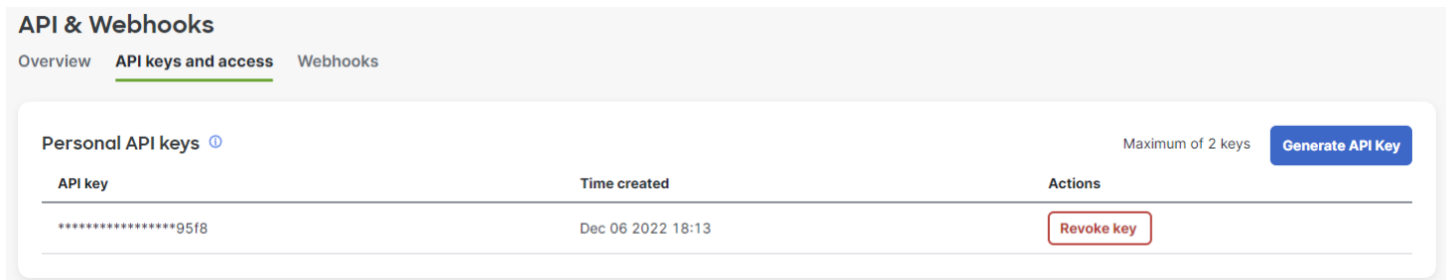 API & Webhooks
Overview API keys and access Webhooks
Personal API keys Maximum of 2 keys Generate API Key
API key Time created Actions
*****************95f8 Dec 06 2022 18:13 Revoke key